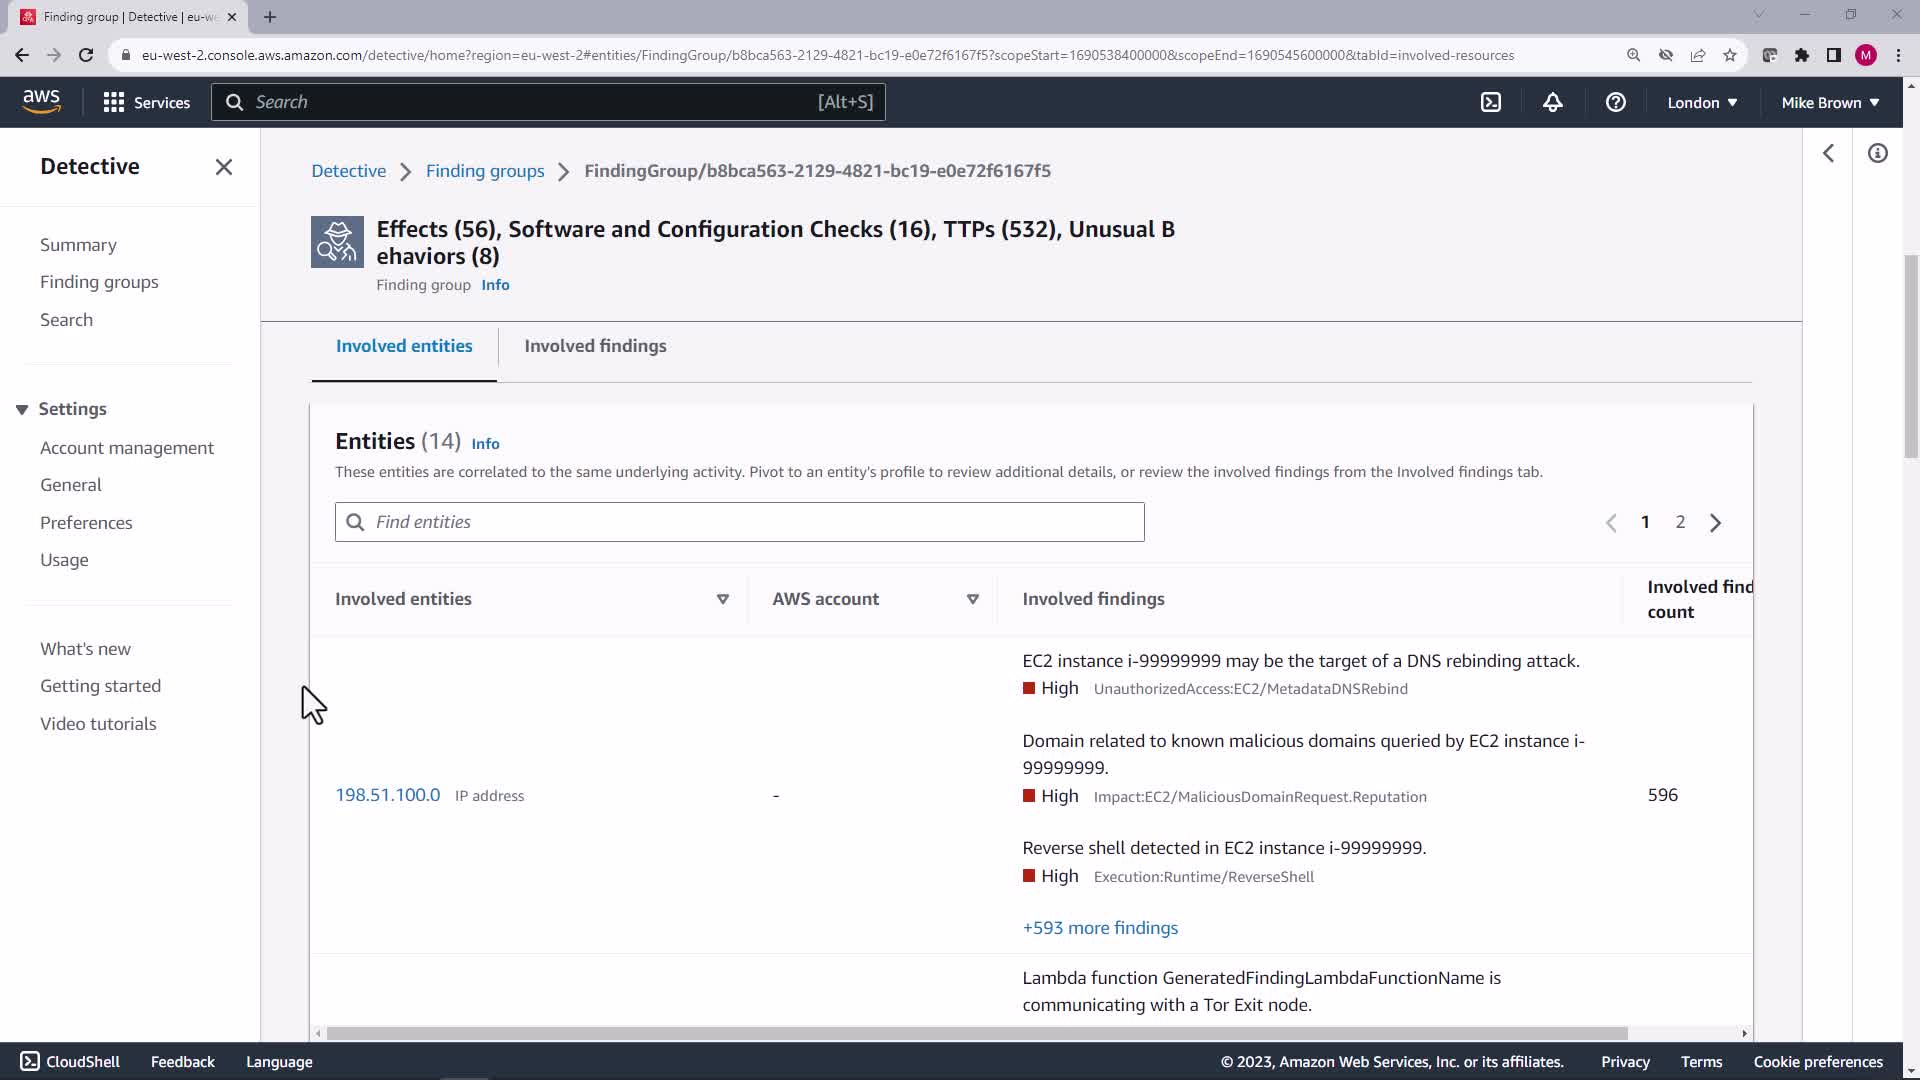 Finding group | Detective | eu-we
eu-west-2.console.aws.amazon.com/detective/home?region=eu-west-2#entities/FindingGroup/b8bca563-2129-4821-bc19-e0e72f6167f5?scopeStart=1690538400000&scopeEnd=1690545600000&tabId=involved-resources
M
aws
Services
Search
[Alt+S]
London
Mike Brown
Detective
Summary
Finding groups
Search
Settings
Account management
General
Preferences
Usage
What's new
Getting started
Video tutorials
Detective
Finding groups
FindingGroup/b8bca563-2129-4821-bc19-e0e72f6167f5
Effects (56), Software and Configuration Checks (16), TTPs (532), Unusual B
ehaviors (8)
Finding group Info
Involved entities
Involved findings
Entities (14) Info
These entities are correlated to the same underlying activity. Pivot to an entity's profile to review additional details, or review the involved findings from the Involved findings tab.
Find entities
1 2
Involved entities
AWS account
Involved findings
Involved find
count
EC2 instance i-99999999 may be the target of a DNS rebinding attack.
High UnauthorizedAccess:EC2/MetadataDNSRebind
Domain related to known malicious domains queried by EC2 instance i-
99999999.
198.51.100.0 IP address
-
High Impact:EC2/MaliciousDomainRequest.Reputation
596
Reverse shell detected in EC2 instance i-99999999.
High Execution:Runtime/ReverseShell
+593 more findings
Lambda function GeneratedFindingLambdaFunctionName is
communicating with a Tor Exit node.
CloudShell
Feedback
Language
© 2023, Amazon Web Services, Inc. or its affiliates.
Privacy
Terms
Cookie preferences